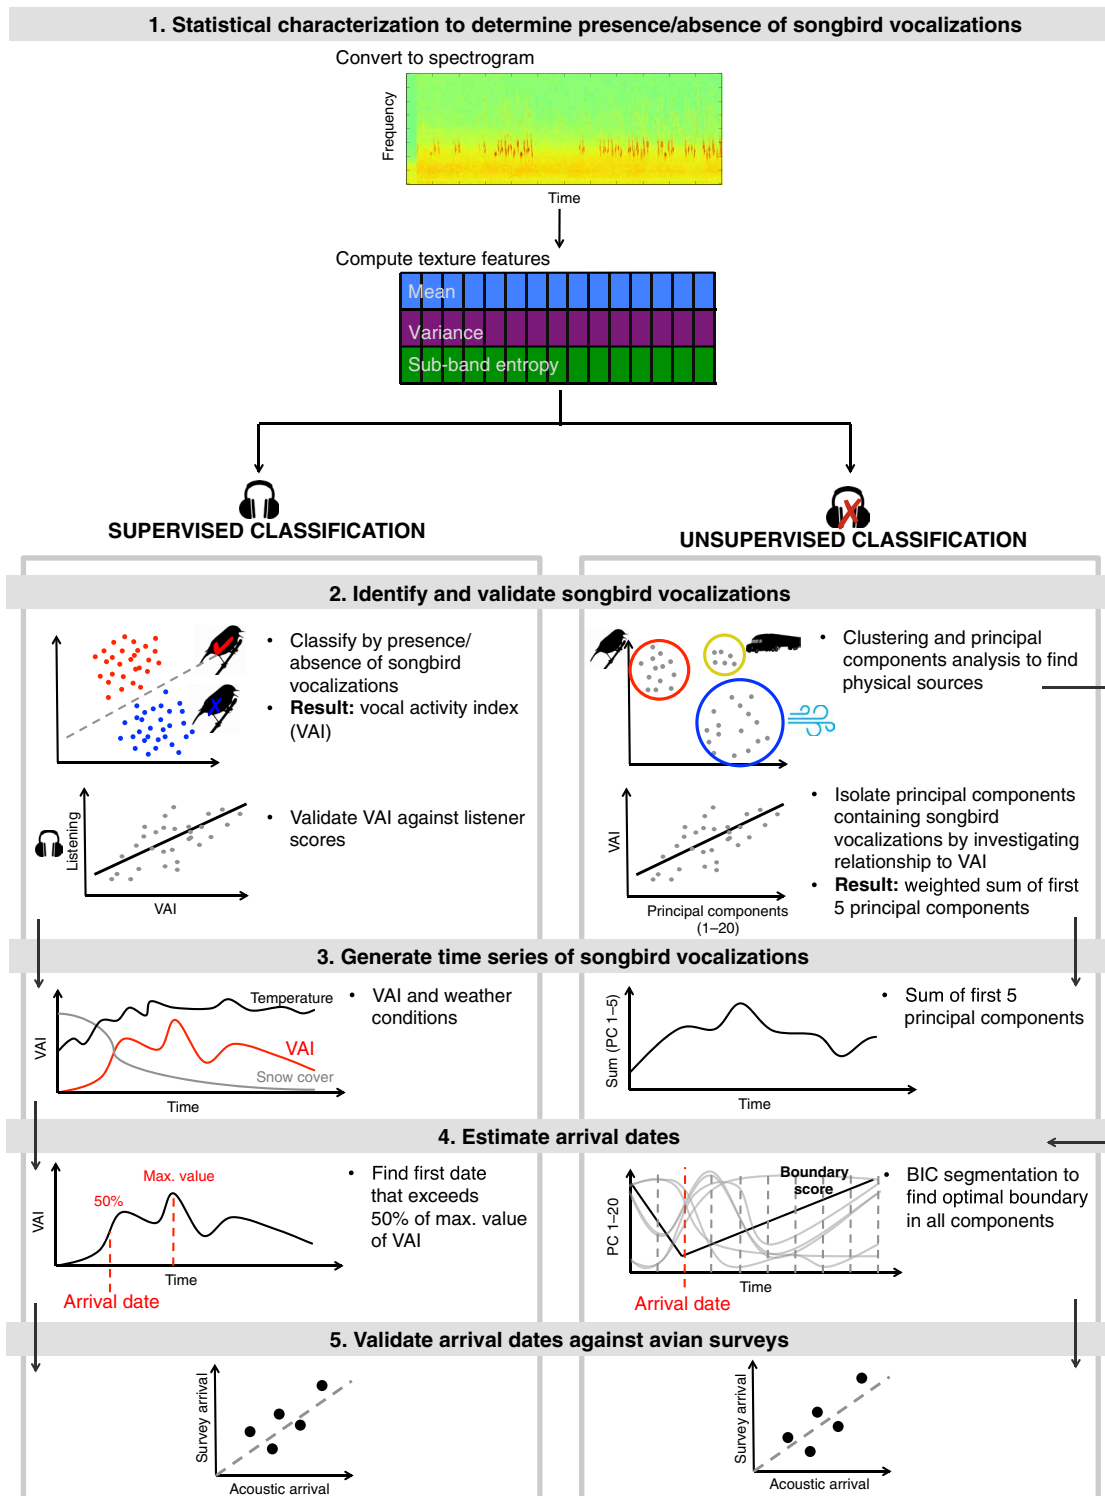 1. Statistical characterization to determine presence/absence of songbird vocalizations
Convert to spectrogram
Frequency
Time
Compute texture features
Mean
Variance
Sub-band entropy
SUPERVISED CLASSIFICATION
UNSUPERVISED CLASSIFICATION
2. Identify and validate songbird vocalizations
• Classify by presence/
absence of songbird
vocalizations
• Result: vocal activity index
(VAI)
• Clustering and principal
components analysis to find
physical sources
Listening
VAI
• Validate VAI against listener
scores
VAI
Principal components
(1–20)
• Isolate principal components
containing songbird
vocalizations by investigating
relationship to VAI
• Result: weighted sum of first
5 principal components
3. Generate time series of songbird vocalizations
VAI
Temperature
VAI
Snow cover
Time
• VAI and weather
conditions
Sum (PC 1–5)
Time
• Sum of first 5
principal components
4. Estimate arrival dates
VAI
50%
Max. value
Time
Arrival date
• Find first date
that exceeds
50% of max. value
of VAI
PC 1–20
Boundary
score
Time
Arrival date
• BIC segmentation to
find optimal boundary
in all components
5. Validate arrival dates against avian surveys
Survey arrival
Acoustic arrival
Survey arrival
Acoustic arrival